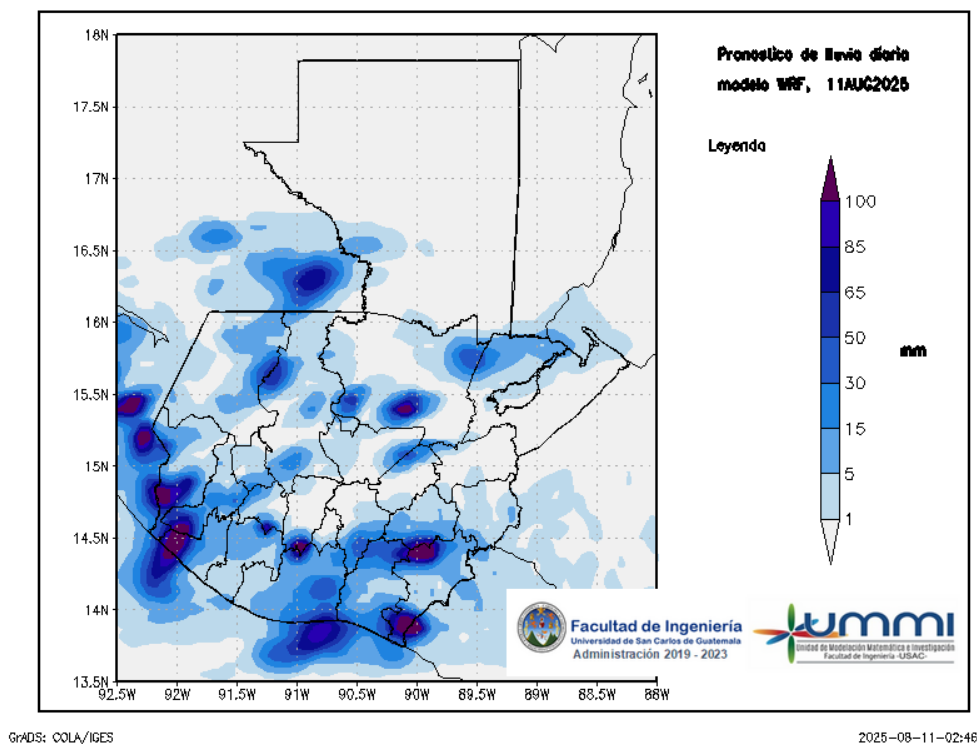 Pronostico de lluvia diaria
modelo WRF, 11AUG2025
Leyenda
100
85
65
50
30
15
5
1
mm
18N
17.5N
17N
16.5N
16N
15.5N
15N
14.5N
14N
13.5N
92.5W
92W
91.5W
91W
90.5W
90W
89.5W
89W
88.5W
88W
Facultad de Ingeniería
Universidad de San Carlos de Guatemala
Administración 2019 - 2023
UMMI
Unidad de Modelación Matemática e Investigación
Facultad de Ingeniería -USAC-
GrADS: COLA/IGES
2025-08-11-02:46